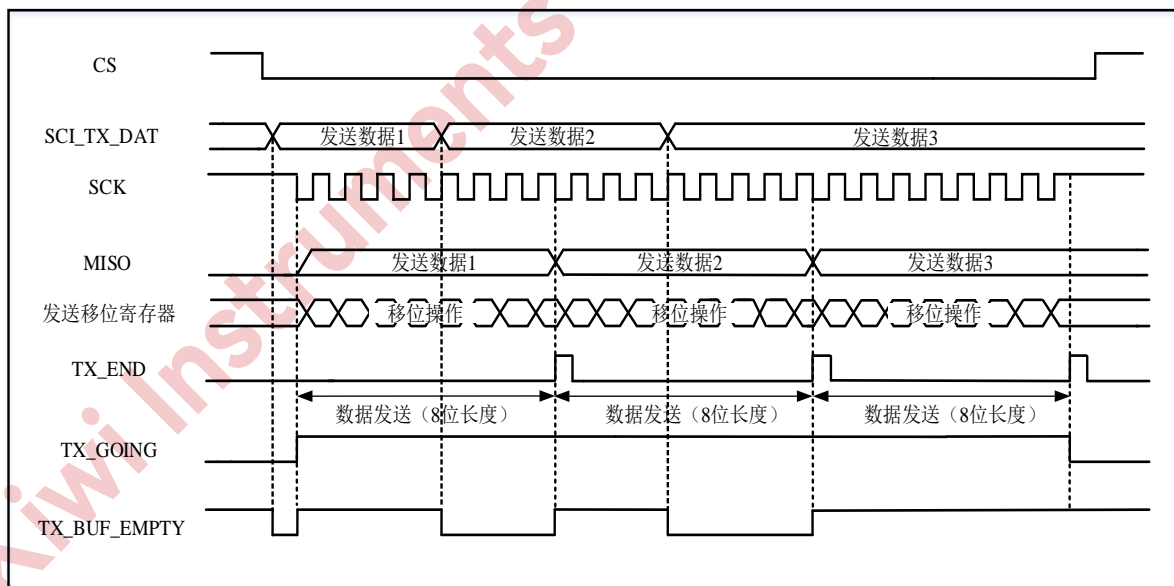 CS
SCI_TX_DAT
发送数据1
发送数据2
发送数据3
SCK
MISO
发送数据1
发送数据2
发送数据3
发送移位寄存器
移位操作
移位操作
移位操作
TX_END
数据发送（8位长度）
数据发送（8位长度）
数据发送（8位长度）
TX_GOING
TX_BUF_EMPTY
Kiwi Instruments